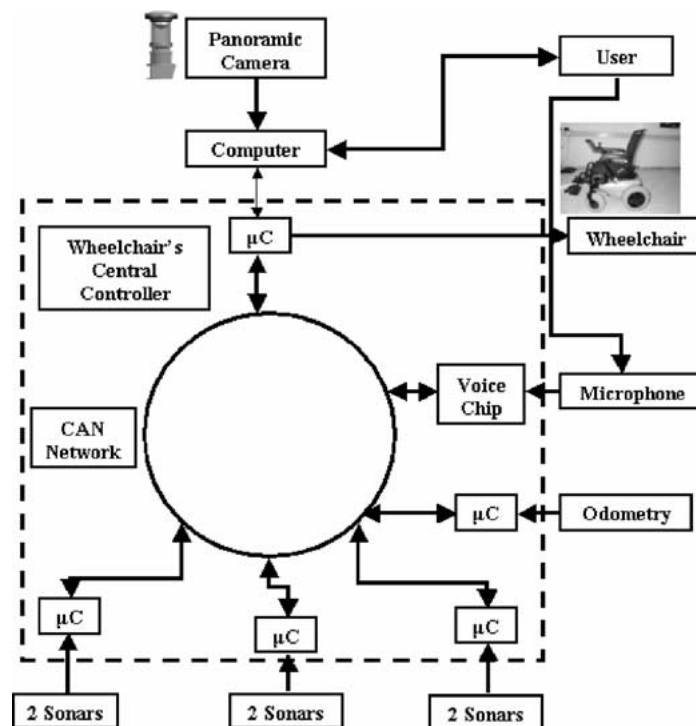 Panoramic
Camera
User
Computer
µC
Wheelchair's
Central
Controller
Wheelchair
Voice
Chip
Microphone
CAN
Network
µC
Odometry
µC
µC
µC
2 Sonars
2 Sonars
2 Sonars